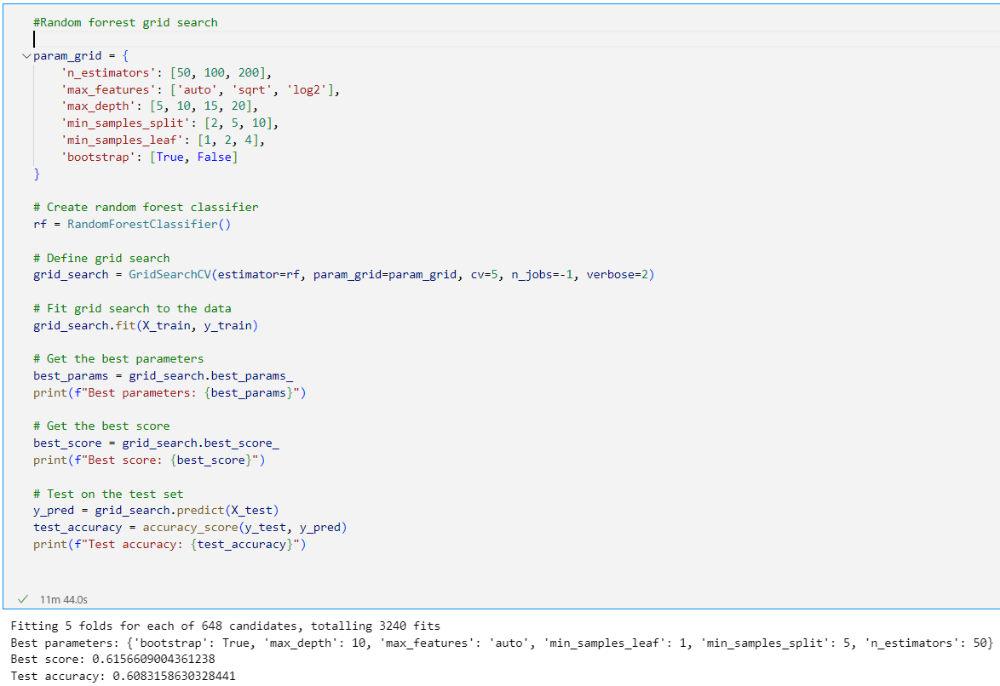 #Random forrest grid search
param_grid = {
    'n_estimators': [50, 100, 200],
    'max_features': ['auto', 'sqrt', 'log2'],
    'max_depth': [5, 10, 15, 20],
    'min_samples_split': [2, 5, 10],
    'min_samples_leaf': [1, 2, 4],
    'bootstrap': [True, False]
}
# Create random forest classifier
rf = RandomForestClassifier()
# Define grid search
grid_search = GridSearchCV(estimator=rf, param_grid=param_grid, cv=5, n_jobs=-1, verbose=2)
# Fit grid search to the data
grid_search.fit(X_train, y_train)
# Get the best parameters
best_params = grid_search.best_params_
print(f"Best parameters: {best_params}")
# Get the best score
best_score = grid_search.best_score_
print(f"Best score: {best_score}")
# Test on the test set
y_pred = grid_search.predict(X_test)
test_accuracy = accuracy_score(y_test, y_pred)
print(f"Test accuracy: {test_accuracy}")
11m 44.0s
Fitting 5 folds for each of 648 candidates, totalling 3240 fits
Best parameters: {'bootstrap': True, 'max_depth': 10, 'max_features': 'auto', 'min_samples_leaf': 1, 'min_samples_split': 5, 'n_estimators': 50}
Best score: 0.6156609004361238
Test accuracy: 0.6083158630328441